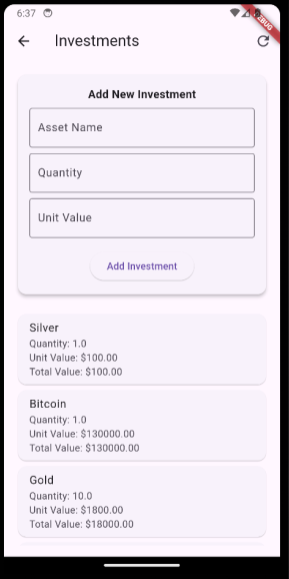 6:37
DEBUG
Investments
Add New Investment
Asset Name
Quantity
Unit Value
Add Investment
Silver
Quantity: 1.0
Unit Value: $100.00
Total Value: $100.00
Bitcoin
Quantity: 1.0
Unit Value: $130000.00
Total Value: $130000.00
Gold
Quantity: 10.0
Unit Value: $1800.00
Total Value: $18000.00